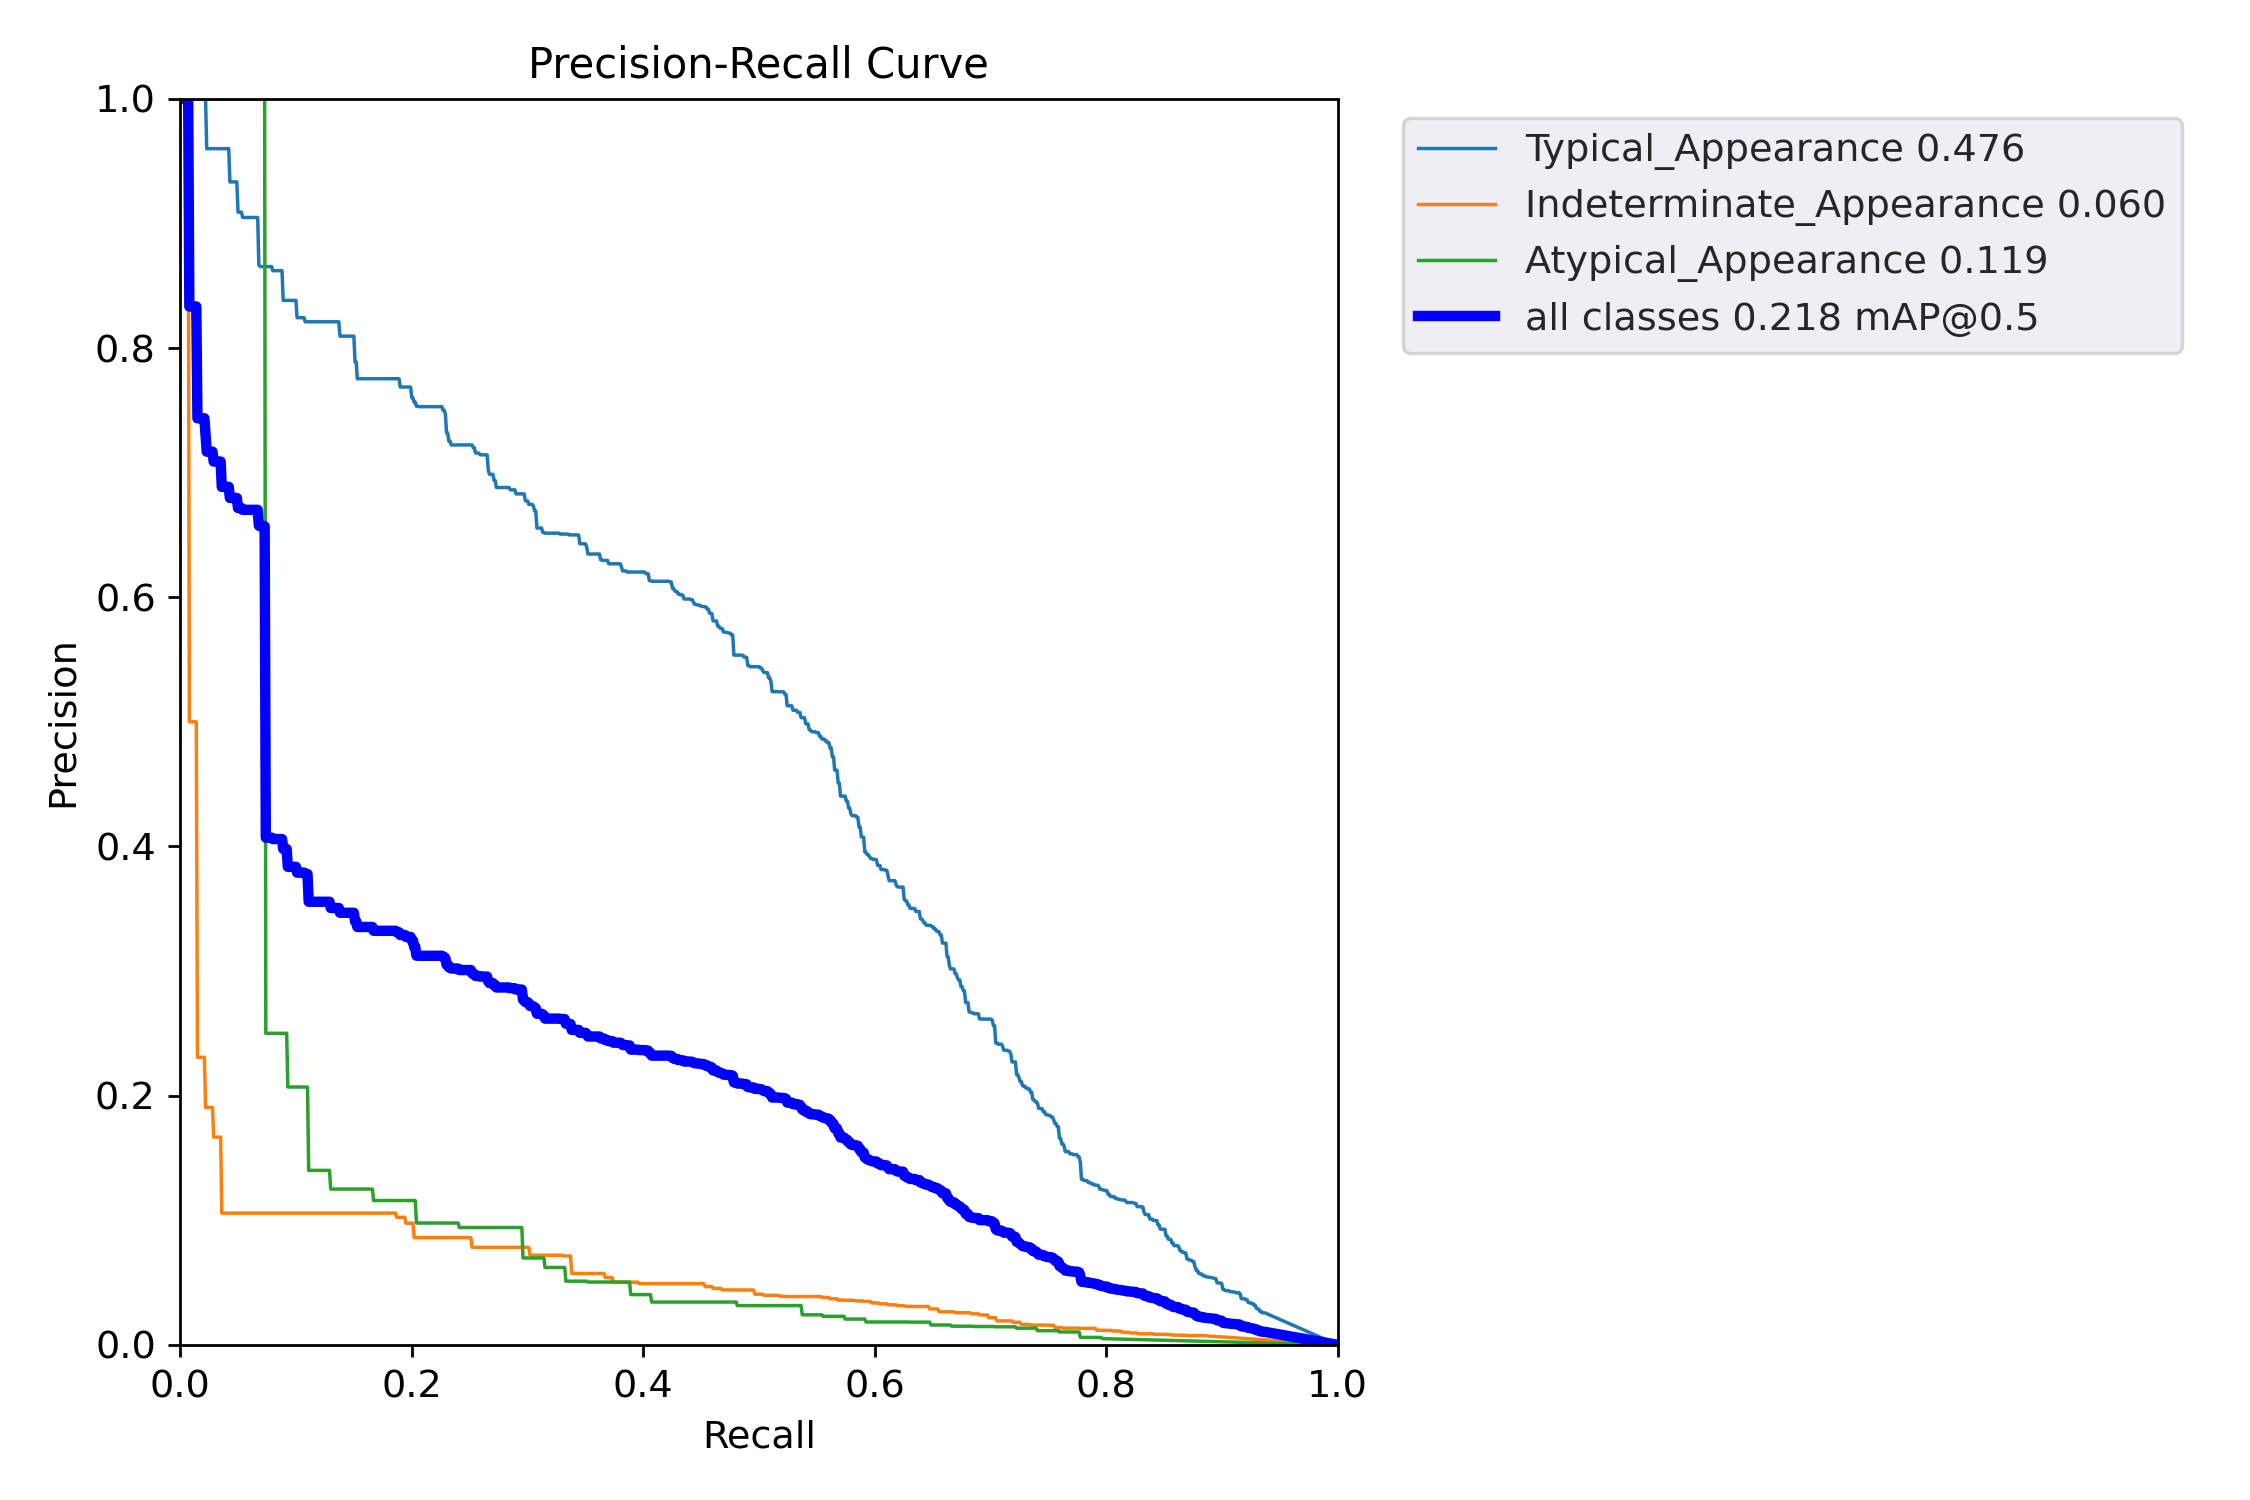 Precision-Recall Curve
1.0
0.8
0.6
0.4
0.2
0.0
Precision
0.0 0.2 0.4 0.6 0.8 1.0
Recall
Typical_Appearance 0.476
Indeterminate_Appearance 0.060
Atypical_Appearance 0.119
all classes 0.218 mAP@0.5